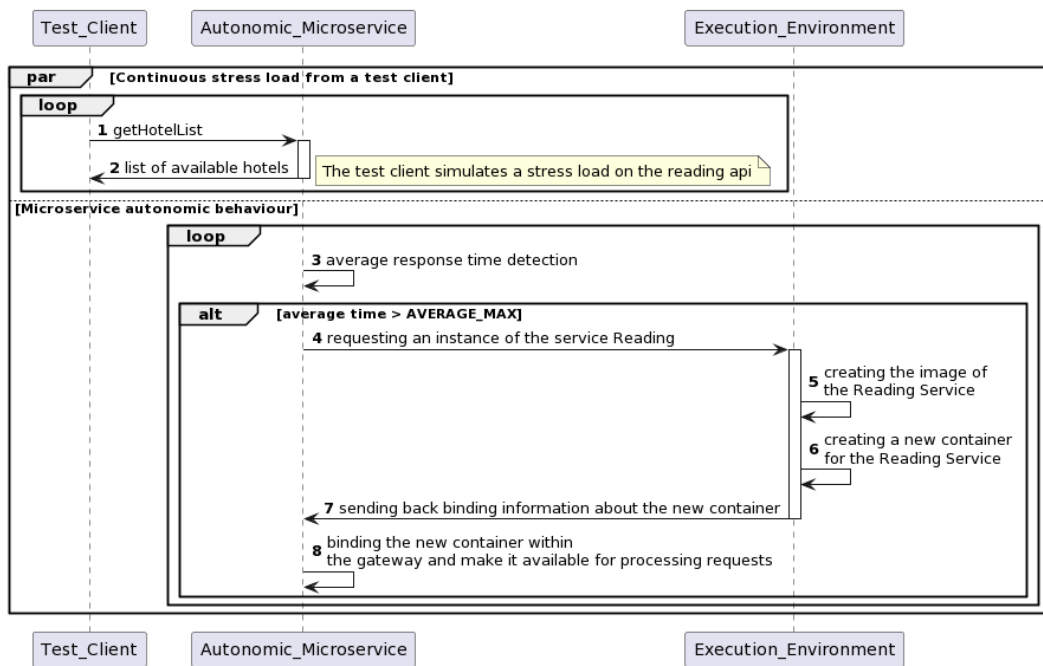 Test_Client Autonomic_Microservice Execution_Environment
par [Continuous stress load from a test client]
loop
1 getHotelList
2 list of available hotels
The test client simulates a stress load on the reading api
[Microservice autonomic behaviour]
loop
3 average response time detection
alt [average time > AVERAGE_MAX]
4 requesting an instance of the service Reading
5 creating the image of
the Reading Service
6 creating a new container
for the Reading Service
7 sending back binding information about the new container
8 binding the new container within
the gateway and make it available for processing requests
Test_Client Autonomic_Microservice Execution_Environment